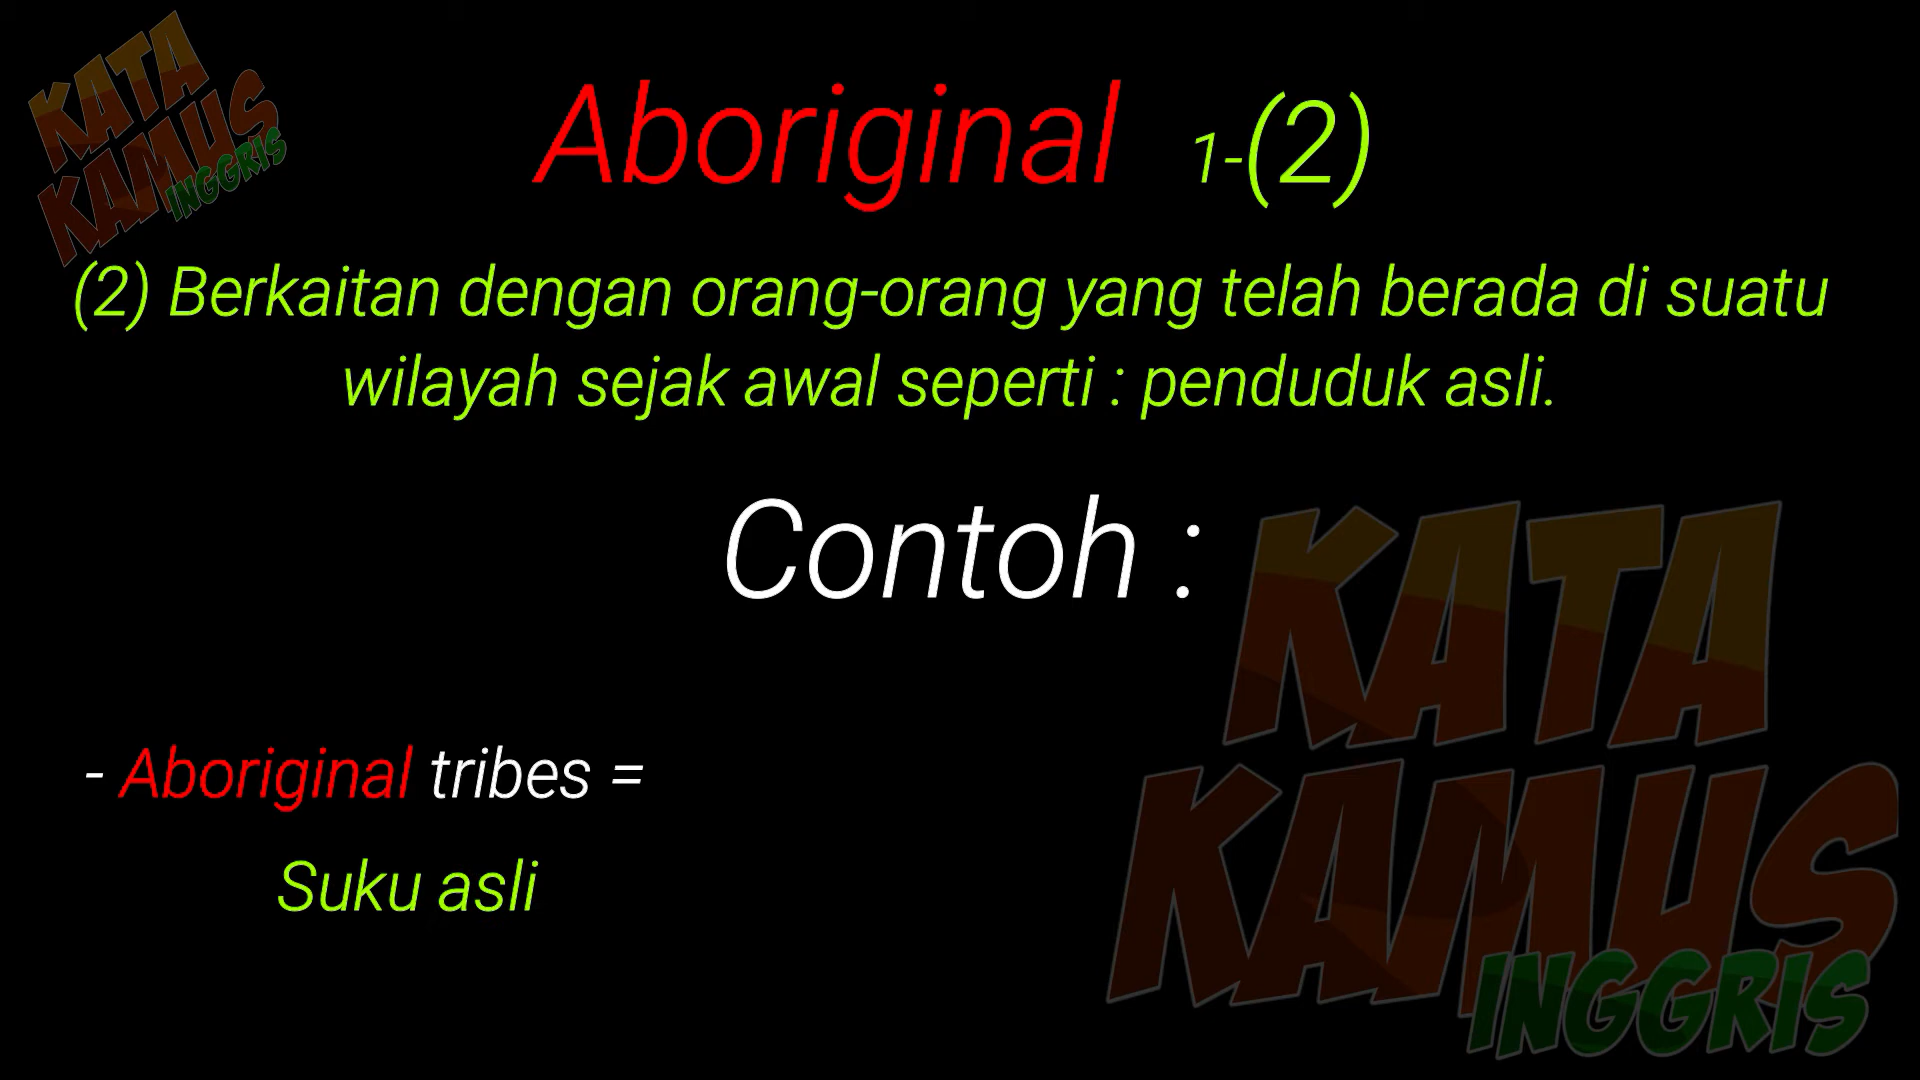 KATA
KAMUS
INGGRIS
Aboriginal 1-(2)
(2) Berkaitan dengan orang-orang yang telah berada di suatu
wilayah sejak awal seperti : penduduk asli.
Contoh :
- Aboriginal tribes =
Suku asli
KATA
KAMUS
INGGRIS